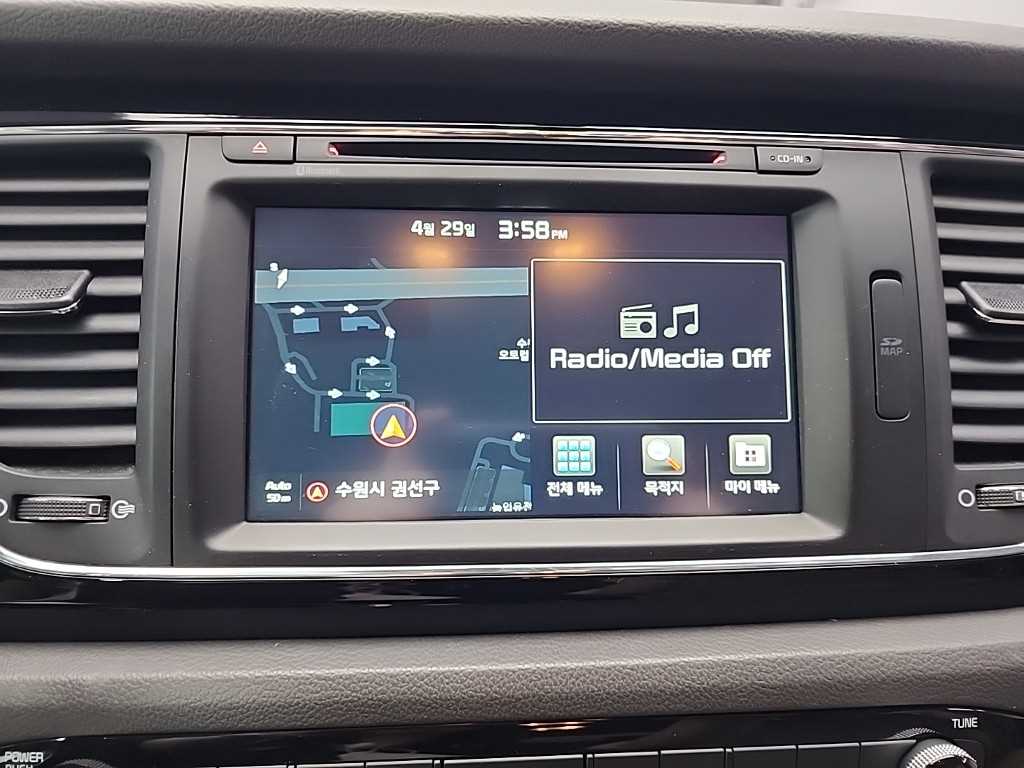 CD-IN
4월 29일 3:58 PM
Radio/Media Off
SD
MAP
수원시 권선구
Auto
50m
전체 메뉴
목적지
마이 메뉴
TUNE
POWER
PUSH